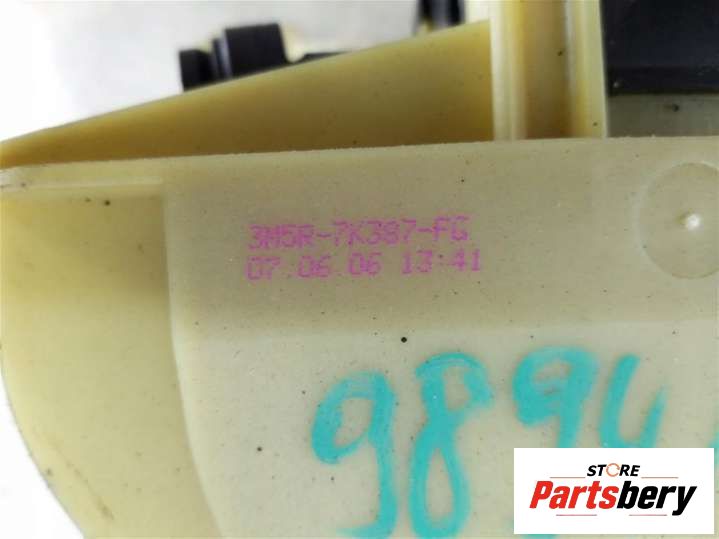 3M5R-7K387-FG
07.06.06 13:41
9894
STORE
Partsbery